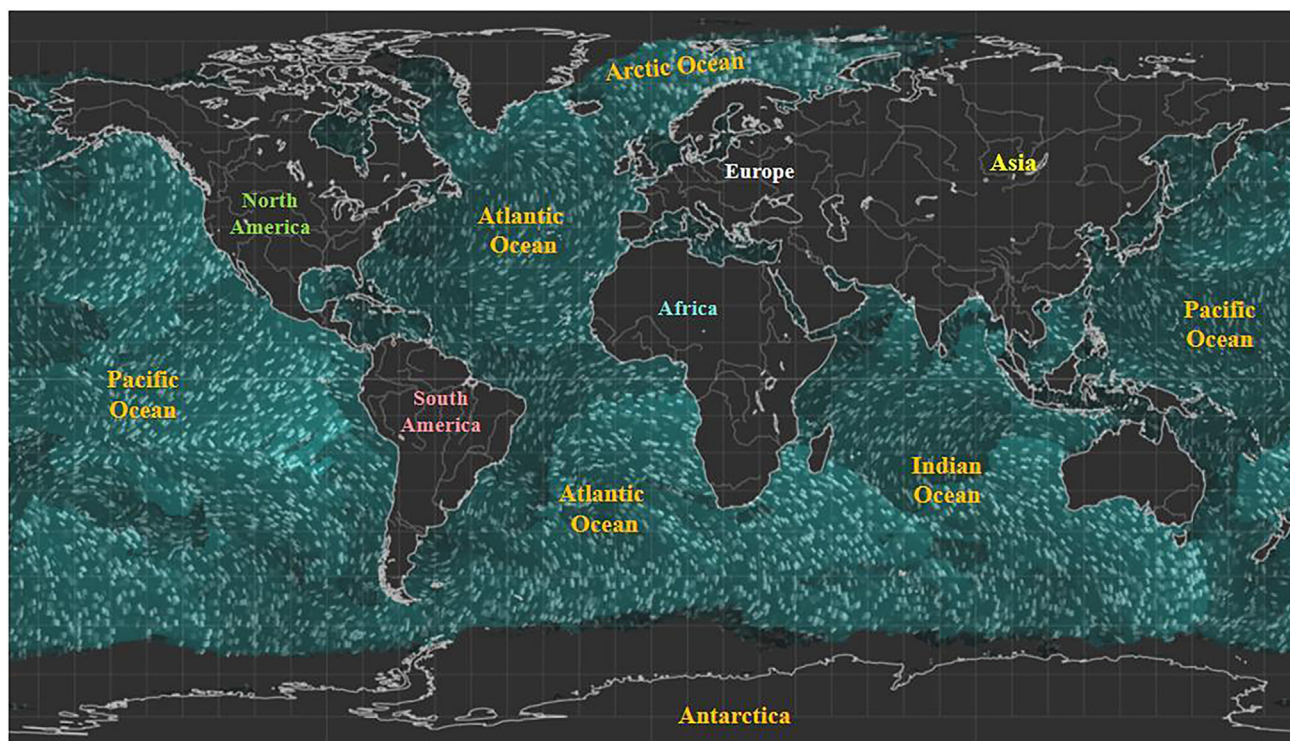 Arctic Ocean
Europe
Asia
North
America
Atlantic
Ocean
Africa
Pacific
Ocean
Pacific
Ocean
South
America
Indian
Ocean
Atlantic
Ocean
Antarctica